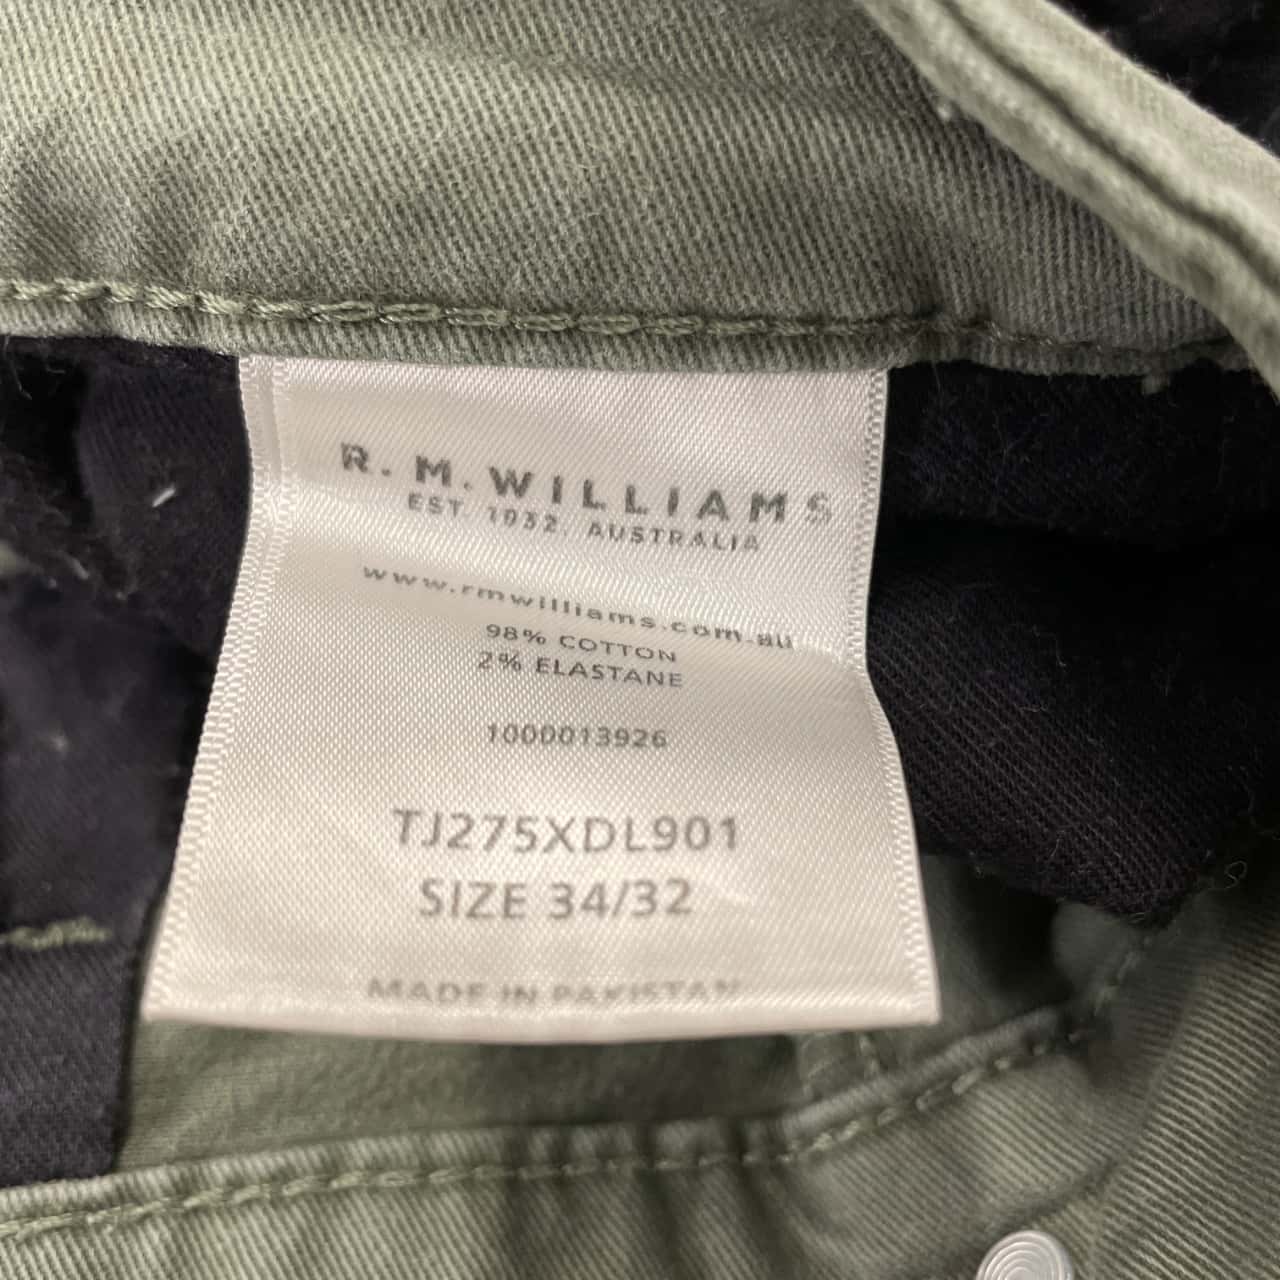 R. M. WILLIAMS
EST. 1932. AUSTRALIA
www.rmwilliams.com.au
98% COTTON
2% ELASTANE
1000013926
TJ275XDL901
SIZE 34/32
MADE IN PAKISTAN